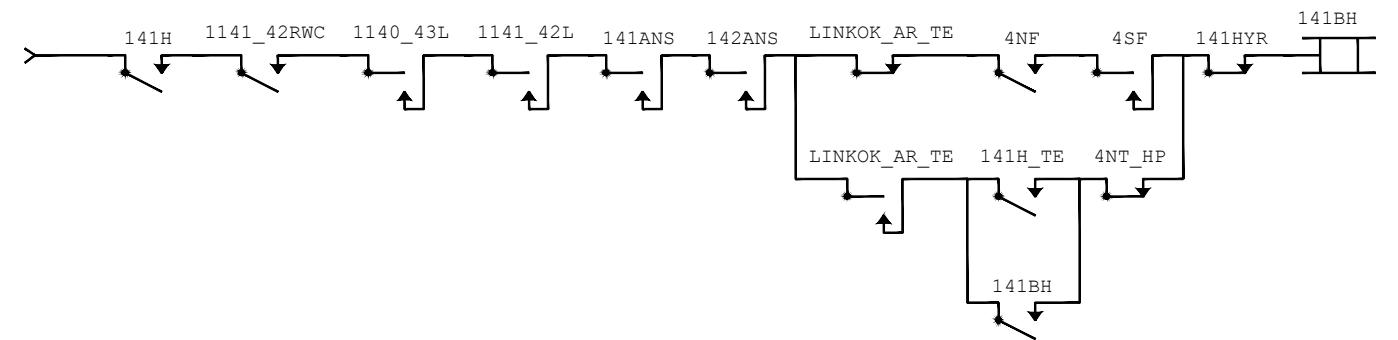 141H 1141_42RWC 1140_43L 1141_42L 141ANS 142ANS LINKOK_AR_TE 4NF 4SF 141HYR 141BH
LINKOK_AR_TE 141H_TE 4NT_HP
141BH